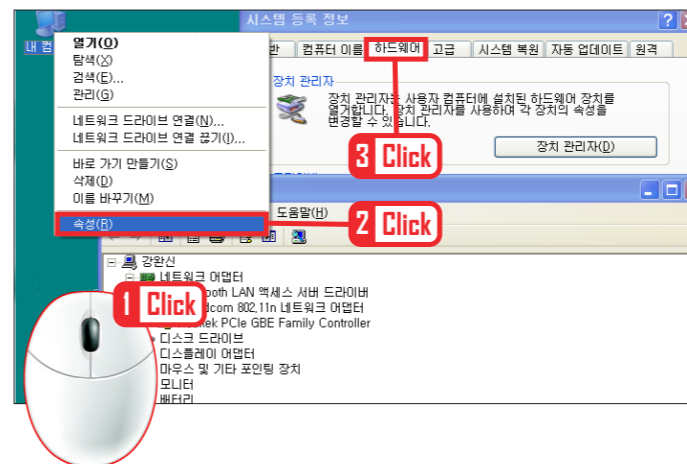 시스템 등록 정보
내 컴
열기(O)
탐색(X)
검색(E)...
관리(G)
네트워크 드라이브 연결(N)...
네트워크 드라이브 연결 끊기(I)...
바로 가기 만들기(S)
삭제(D)
이름 바꾸기(M)
속성(R)
반 컴퓨터 이름 하드웨어 고급 시스템 복원 자동 업데이트 원격
장치 관리자
장치 관리자는 사용자 컴퓨터에 설치된 하드웨어 장치를
열거합니다. 장치 관리자를 사용하여 각 장치의 속성을
변경할 수 있습니다.
장치 관리자(D)
3 Click
도움말(H)
2 Click
강완신
네트워크 어댑터
ooth LAN 액세스 서버 드라이버
dcom 802.11n 네트워크 어댑터
ek PCIe GBE Family Controller
1 Click
디스크 드라이브
디스플레이 어댑터
마우스 및 기타 포인팅 장치
모니터
배터리